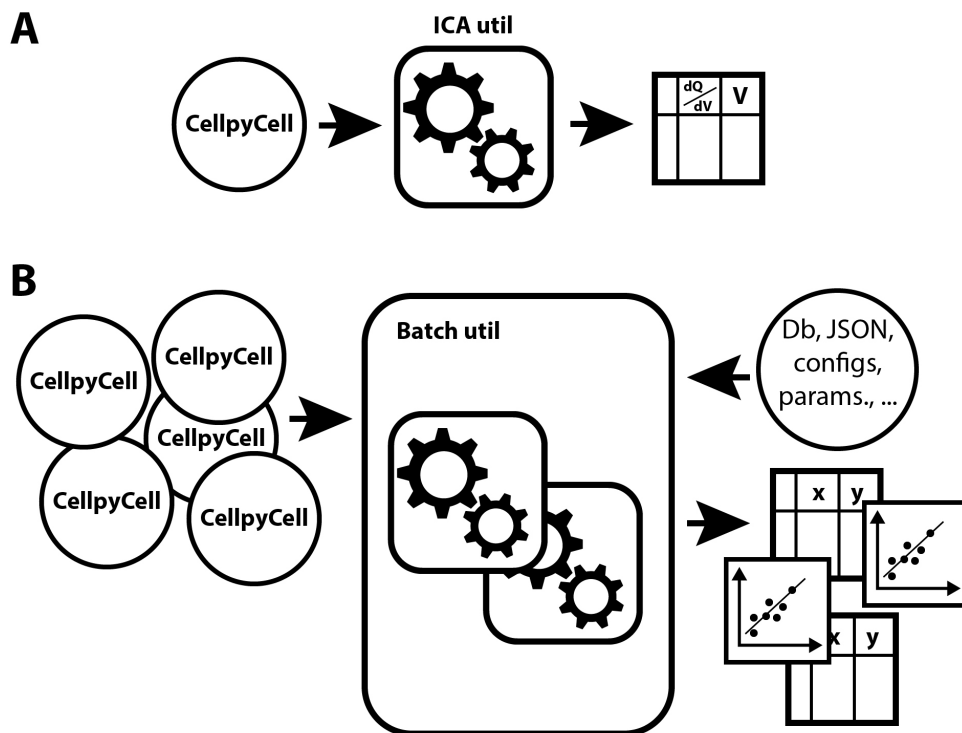 A
ICA util
CellpyCell
dQ
dV
V
B
CellpyCell
CellpyCell
CellpyCell
CellpyCell
CellpyCell
Batch util
Db, JSON,
configs,
params., ...
x y
x y